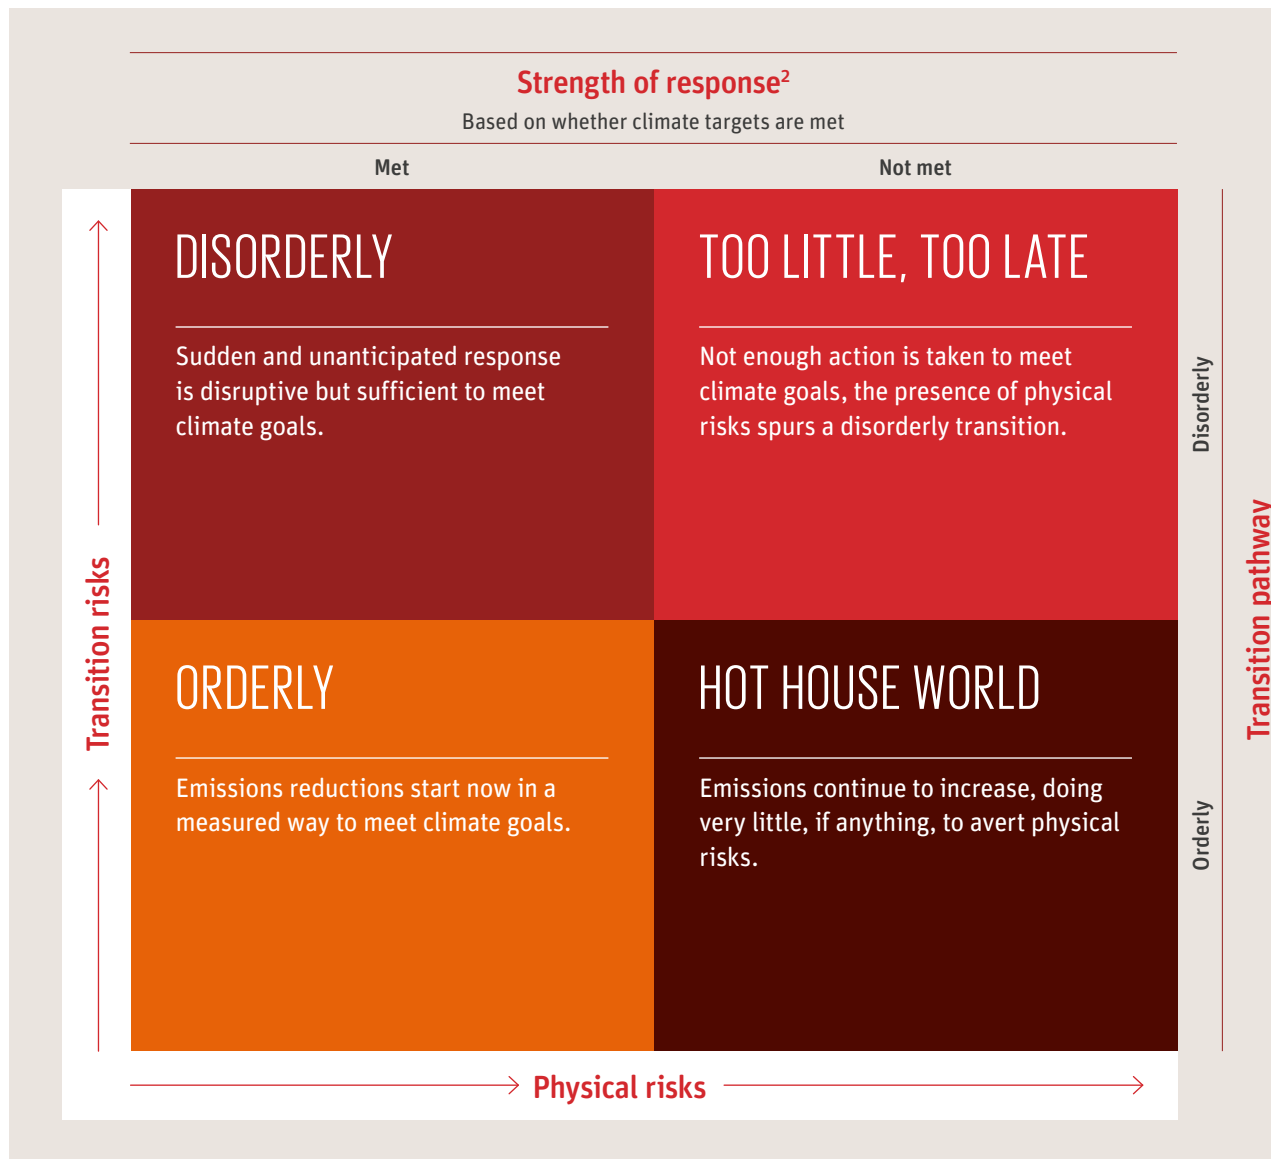 Strength of response²
Based on whether climate targets are met
Met
Not met
DISORDERLY
Sudden and unanticipated response
is disruptive but sufficient to meet
climate goals.
TOO LITTLE, TOO LATE
Not enough action is taken to meet
climate goals, the presence of physical
risks spurs a disorderly transition.
ORDERLY
Emissions reductions start now in a
measured way to meet climate goals.
HOT HOUSE WORLD
Emissions continue to increase, doing
very little, if anything, to avert physical
risks.
Transition risks
Physical risks
Disorderly
Orderly
Transition pathway